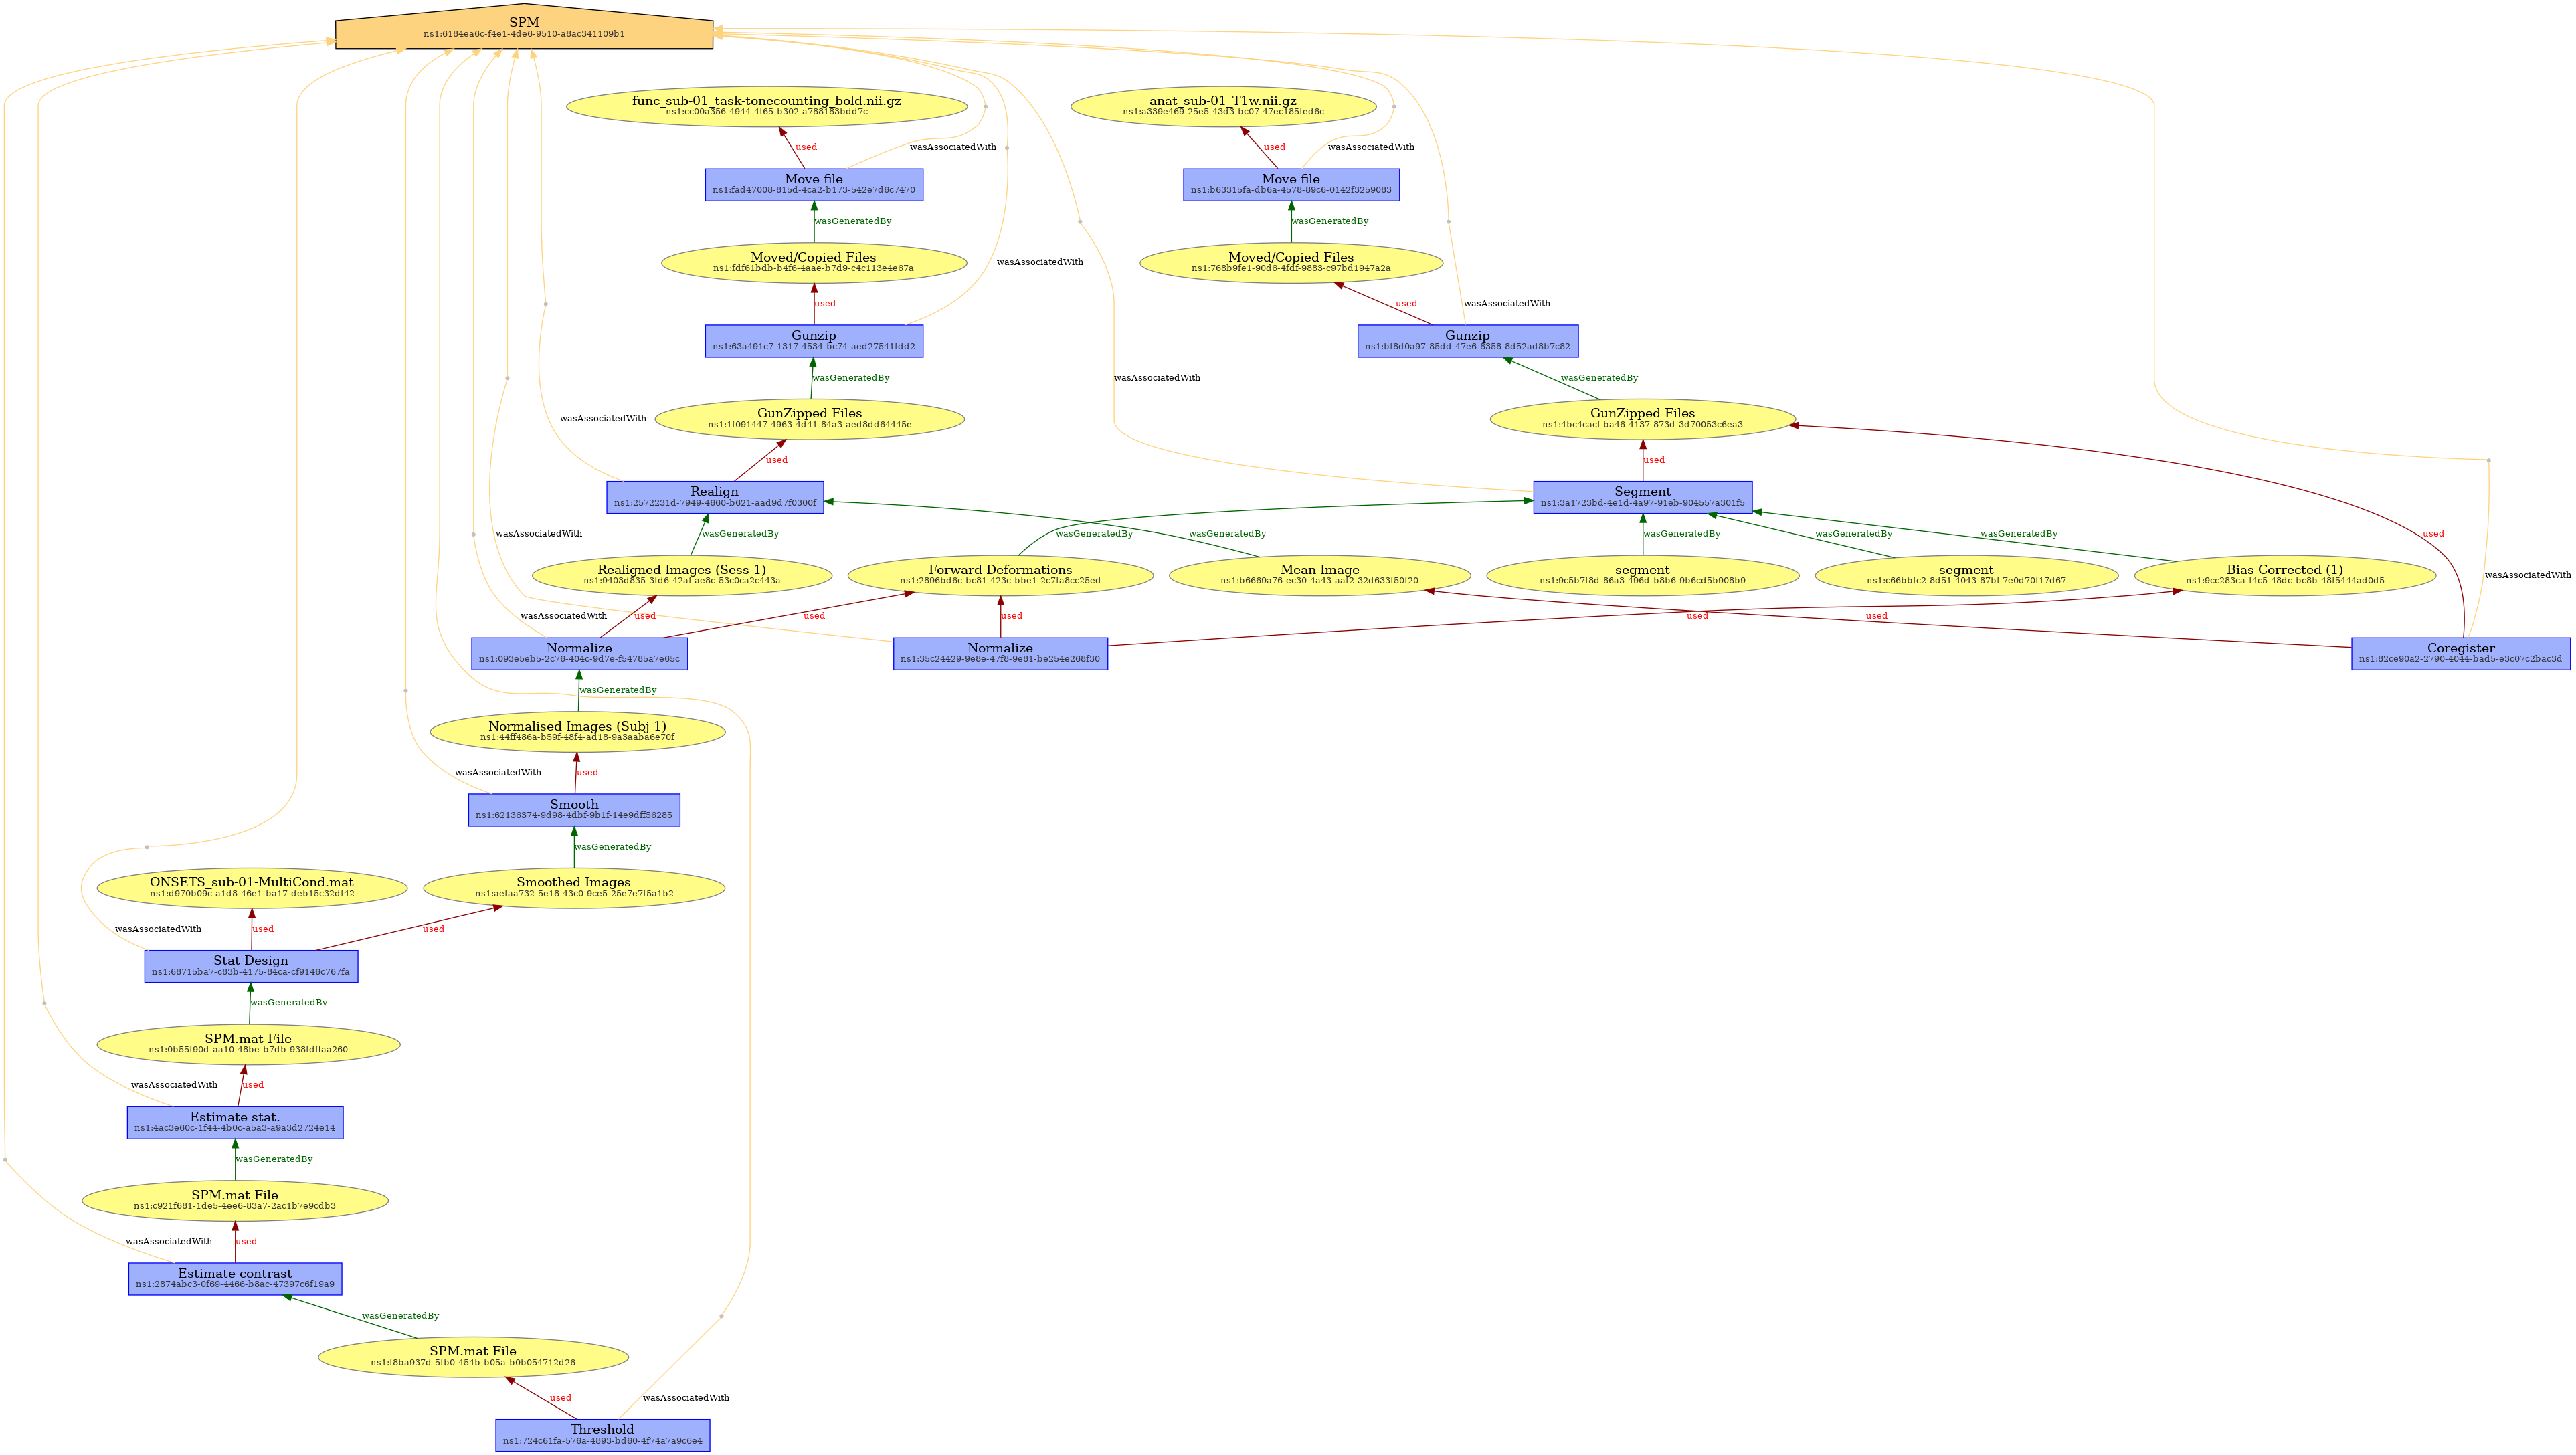 SPM
ns1:6184ea6c-f4e1-4de6-9510-a8ac341109b1
func_sub-01_task-tonecounting_bold.nii.gz
ns1:cc00a356-4944-4f65-b302-a788183bdd7c
anat_sub-01_T1w.nii.gz
ns1:a339e469-25e5-43d3-bc07-47ec185fed6c
used
wasAssociatedWith
used
wasAssociatedWith
Move file
ns1:fad47008-815d-4ca2-b173-542e7d6c7470
Move file
ns1:b63315fa-db6a-4578-89c6-0142f3259083
wasGeneratedBy
wasGeneratedBy
Moved/Copied Files
ns1:fdf61bdb-b4f6-4aae-b7d9-c4c113e4e67a
wasAssociatedWith
Moved/Copied Files
ns1:768b9fe1-90d6-4fdf-9883-c97bd1947a2a
used
used
wasAssociatedWith
Gunzip
ns1:63a491c7-1317-4534-bc74-aed27541fdd2
Gunzip
ns1:bf8d0a97-85dd-47e6-8358-8d52ad8b7c82
wasGeneratedBy
wasAssociatedWith
wasGeneratedBy
wasAssociatedWith
GunZipped Files
ns1:1f091447-4963-4d41-84a3-aed8dd64445e
GunZipped Files
ns1:4bc4cacf-ba46-4137-873d-3d70053c6ea3
used
used
Realign
ns1:2572231d-7949-4660-b621-aad9d7f0300f
Segment
ns1:3a1723bd-4e1d-4a97-91eb-904557a301f5
wasAssociatedWith
wasGeneratedBy
wasGeneratedBy
wasGeneratedBy
wasGeneratedBy
wasGeneratedBy
wasGeneratedBy
used
Realigned Images (Sess 1)
ns1:9403d835-3fd6-42af-ae8c-53c0ca2c443a
Forward Deformations
ns1:2896bd6c-bc81-423c-bbe1-2c7fa8cc25ed
Mean Image
ns1:b6669a76-ec30-4a43-aaf2-32d633f50f20
segment
ns1:9c5b7f8d-86a3-496d-b8b6-9b6cd5b908b9
segment
ns1:c66bbfc2-8d51-4043-87bf-7e0d70f17d67
Bias Corrected (1)
ns1:9cc283ca-f4c5-48dc-bc8b-48f5444ad0d5
wasAssociatedWith
wasAssociatedWith
used
used
used
used
used
Normalize
ns1:093e5eb5-2c76-404c-9d7e-f54785a7e65c
Normalize
ns1:35c24429-9e8e-47f8-9e81-be254e268f30
Coregister
ns1:82ce90a2-2790-4044-bad5-e3c07c2bac3d
wasGeneratedBy
Normalised Images (Subj 1)
ns1:44ff486a-b59f-48f4-ad18-9a3aaba6e70f
wasAssociatedWith
used
Smooth
ns1:62136374-9d98-4dbf-9b1f-14e9dff56285
wasGeneratedBy
ONSETS_sub-01-MultiCond.mat
ns1:d970b09c-a1d8-46e1-ba17-deb15c32df42
Smoothed Images
ns1:aefaa732-5e18-43c0-9ce5-25e7e7f5a1b2
wasAssociatedWith
used
used
Stat Design
ns1:68715ba7-c83b-4175-84ca-cf9146c767fa
wasGeneratedBy
SPM.mat File
ns1:0b55f90d-aa10-48be-b7db-938fdffaa260
wasAssociatedWith
used
Estimate stat.
ns1:4ac3e60c-1f44-4b0c-a5a3-a9a3d2724e14
wasGeneratedBy
SPM.mat File
ns1:c921f681-1de5-4ee6-83a7-2ac1b7e9cdb3
wasAssociatedWith
used
Estimate contrast
ns1:2874abc3-0f69-4466-b8ac-47397c6f19a9
wasGeneratedBy
SPM.mat File
ns1:f8ba937d-5fb0-454b-b05a-b0b054712d26
used
wasAssociatedWith
Threshold
ns1:724c61fa-576a-4893-bd60-4f74a7a9c6e4